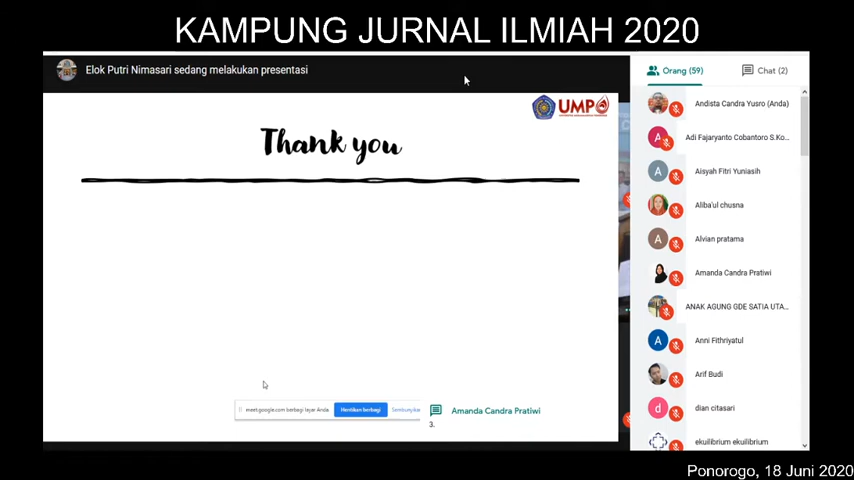 KAMPUNG JURNAL ILMIAH 2020
Elok Putri Nimasari sedang melakukan presentasi
Orang (59)
Chat (2)
UMPO
Thank you
Andista Candra Yusro (Anda)
A
Adi Fajaryanto Cobantoro S.Ko...
A
Aisyah Fitri Yuniasih
Aliba'ul chusna
A
Alvian pratama
Amanda Candra Pratiwi
ANAK AGUNG GDE SATIA UTA...
A
Anni Fithriyatul
Arif Budi
d
dian citasari
ekuilibrium ekuilibrium
meet.google.com berbagi layar Anda.
Hentikan berbagi
Sembunyikan
Amanda Candra Pratiwi
3.
Ponorogo, 18 Juni 2020